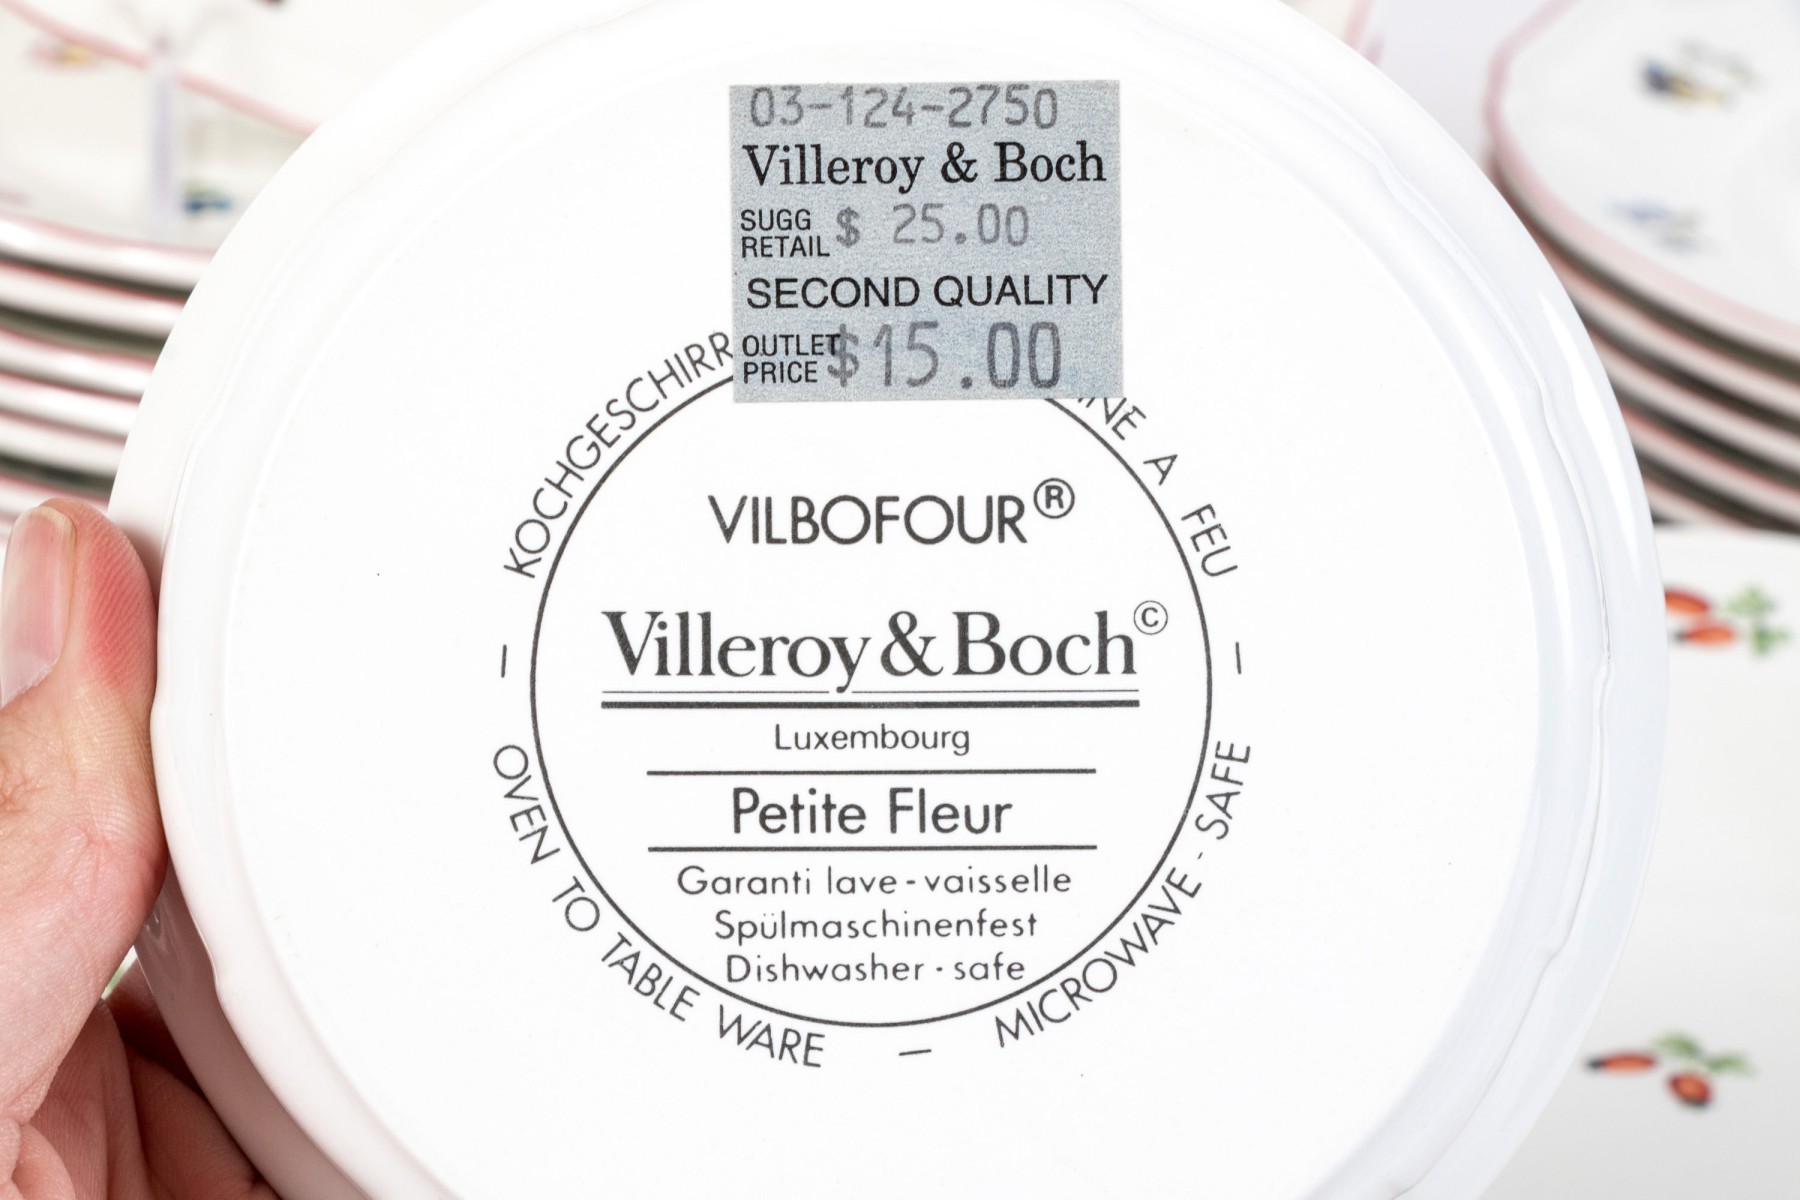 03-124-2750
Villeroy & Boch
SUGG
RETAIL $ 25.00
SECOND QUALITY
OUTLET
PRICE $15.00
KOCHGESCHIRR
A FEU
VILBOFOUR®
Villeroy & Boch©
Luxembourg
Petite Fleur
Garanti lave-vaisselle
Spülmaschinenfest
Dishwasher·safe
OVEN TO TABLE WARE
MICROWAVE·SAFE